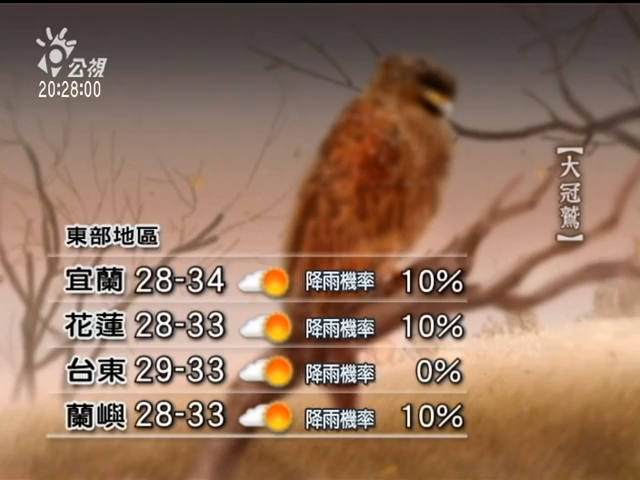 公視
20:28:00
【大冠鷲】
東部地區
宜蘭 28-34 降雨機率 10%
花蓮 28-33 降雨機率 10%
台東 29-33 降雨機率 0%
蘭嶼 28-33 降雨機率 10%